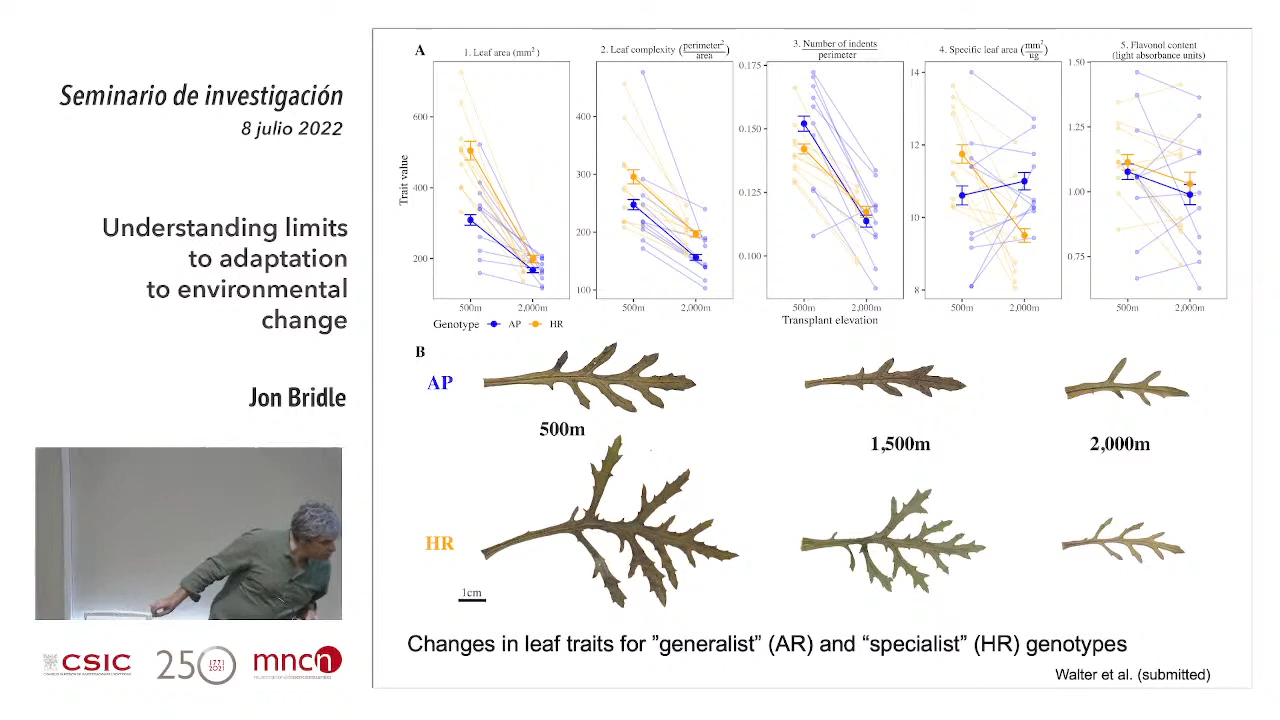 Seminario de investigación
8 julio 2022
Understanding limits
to adaptation
to environmental
change
Jon Bridle
CSIC
250
1771
2021
mncn
A
1. Leaf area (mm²)
2. Leaf complexity (perimeter²/area)
3. Number of indents/perimeter
4. Specific leaf area (mm²/ug)
5. Flavonol content
(light absorbance units)
Trait value
600
400
200
400
300
200
100
0.175
0.150
0.125
0.100
14
12
10
8
1.50
1.25
1.00
0.75
500m 2,000m
500m 2,000m
500m 2,000m
500m 2,000m
500m 2,000m
Genotype AP HR
Transplant elevation
B
AP
500m
1,500m
2,000m
HR
1cm
Changes in leaf traits for ”generalist” (AR) and “specialist” (HR) genotypes
Walter et al. (submitted)